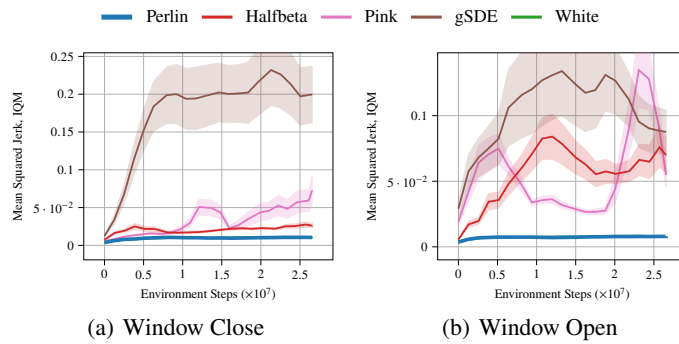 Perlin Halfbeta Pink gSDE White
Mean Squared Jerk, IQM
0.25
0.2
0.15
0.1
5 · 10⁻²
0
0 0.5 1 1.5 2 2.5
Environment Steps (×10⁷)
(a) Window Close
Mean Squared Jerk, IQM
0.1
5 · 10⁻²
0
0 0.5 1 1.5 2 2.5
Environment Steps (×10⁷)
(b) Window Open